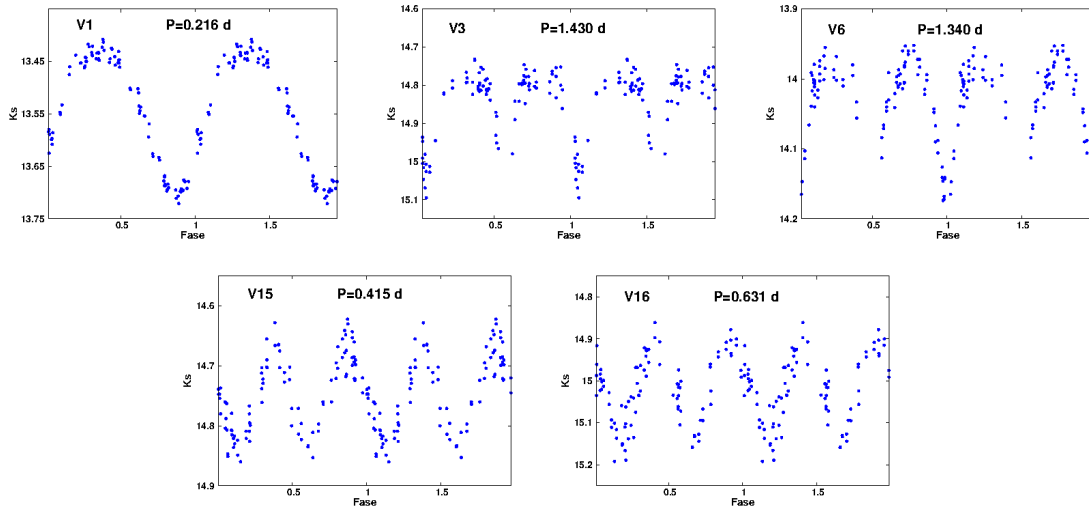 V1 P=0.216 d
13.45
13.55
13.65
13.75
Ks
0.5 1 1.5
Fase
V3 P=1.430 d
14.6
14.7
14.8
14.9
15
15.1
Ks
0.5 1 1.5
Fase
V6 P=1.340 d
13.9
14
14.1
14.2
Ks
0.5 1 1.5
Fase
V15 P=0.415 d
14.6
14.7
14.8
14.9
Ks
0.5 1 1.5
Fase
V16 P=0.631 d
14.8
14.9
15
15.1
15.2
Ks
0.5 1 1.5
Fase